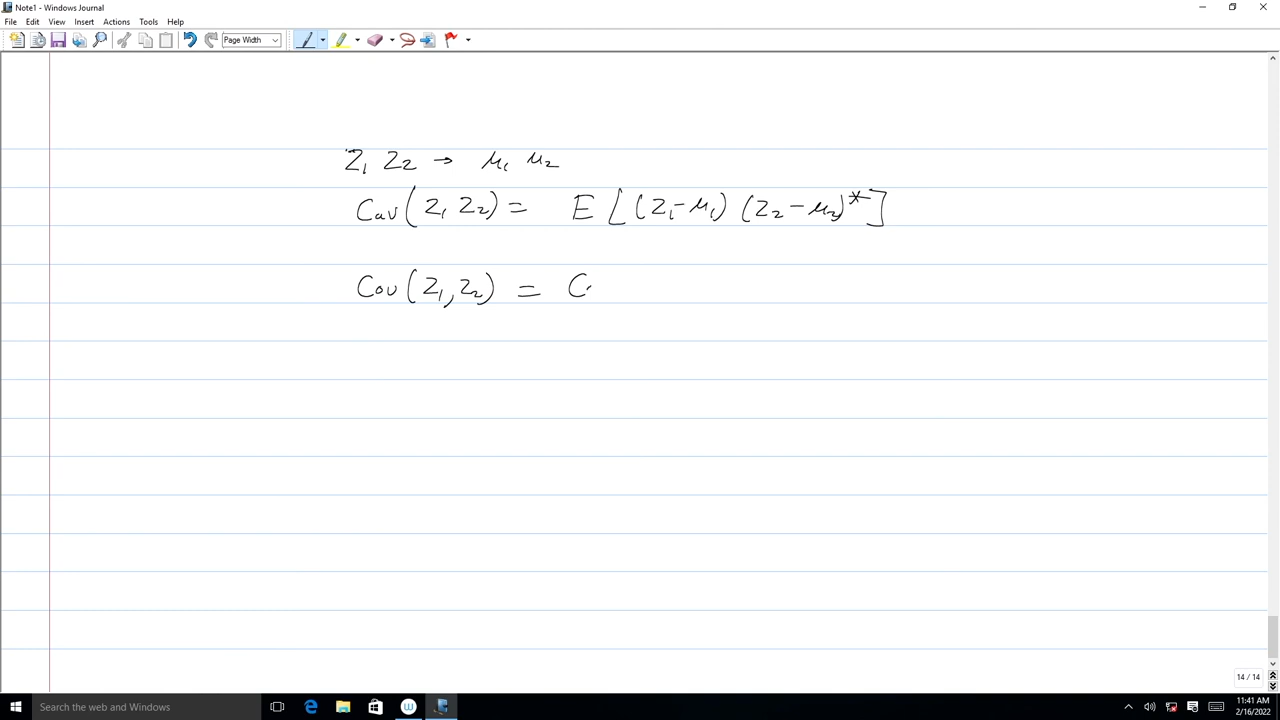 Note1 - Windows Journal
File Edit View Insert Actions Tools Help
Page Width
Z₁ Z₂ → μ₁ μ₂
Cov(Z₁ Z₂) = E[(Z₁-μ₁) (Z₂-μ₂)*]
Cov(Z₁,Z₂) = C
14 / 14
Search the web and Windows
11:41 AM
2/16/2022